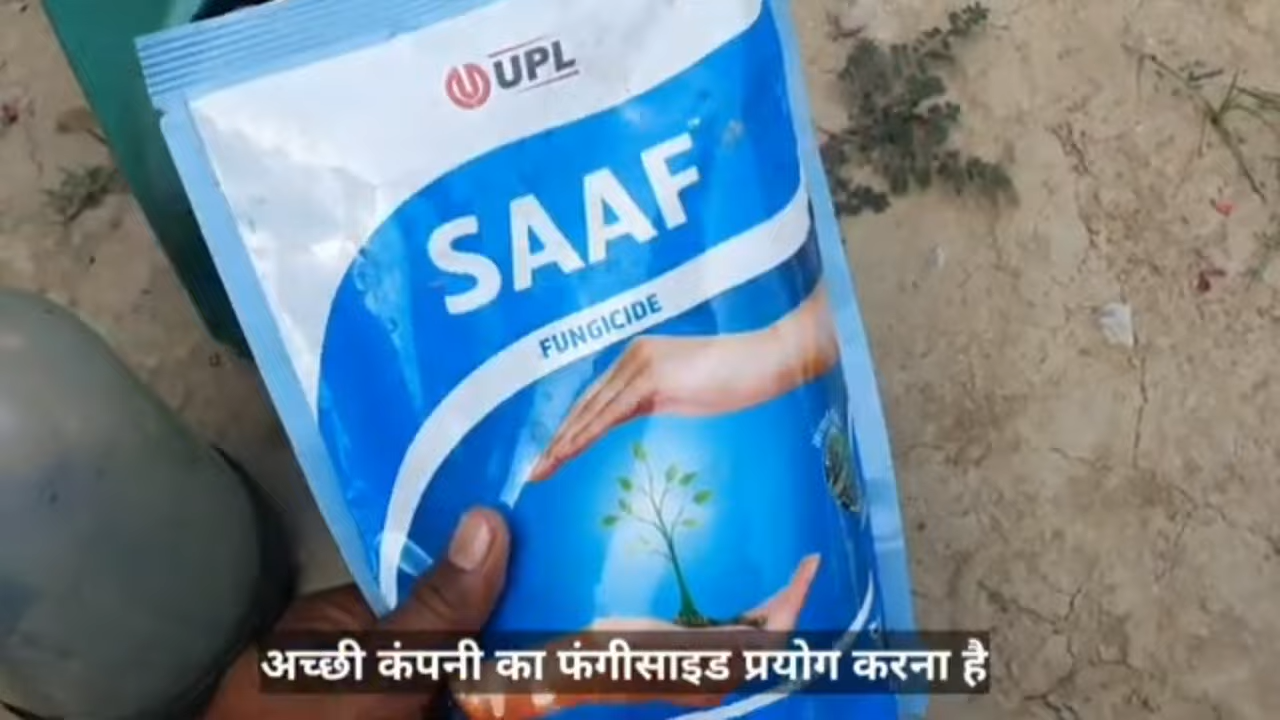 UPL
SAAF
FUNGICIDE
अच्छी कंपनी का फंगीसाइड प्रयोग करना है